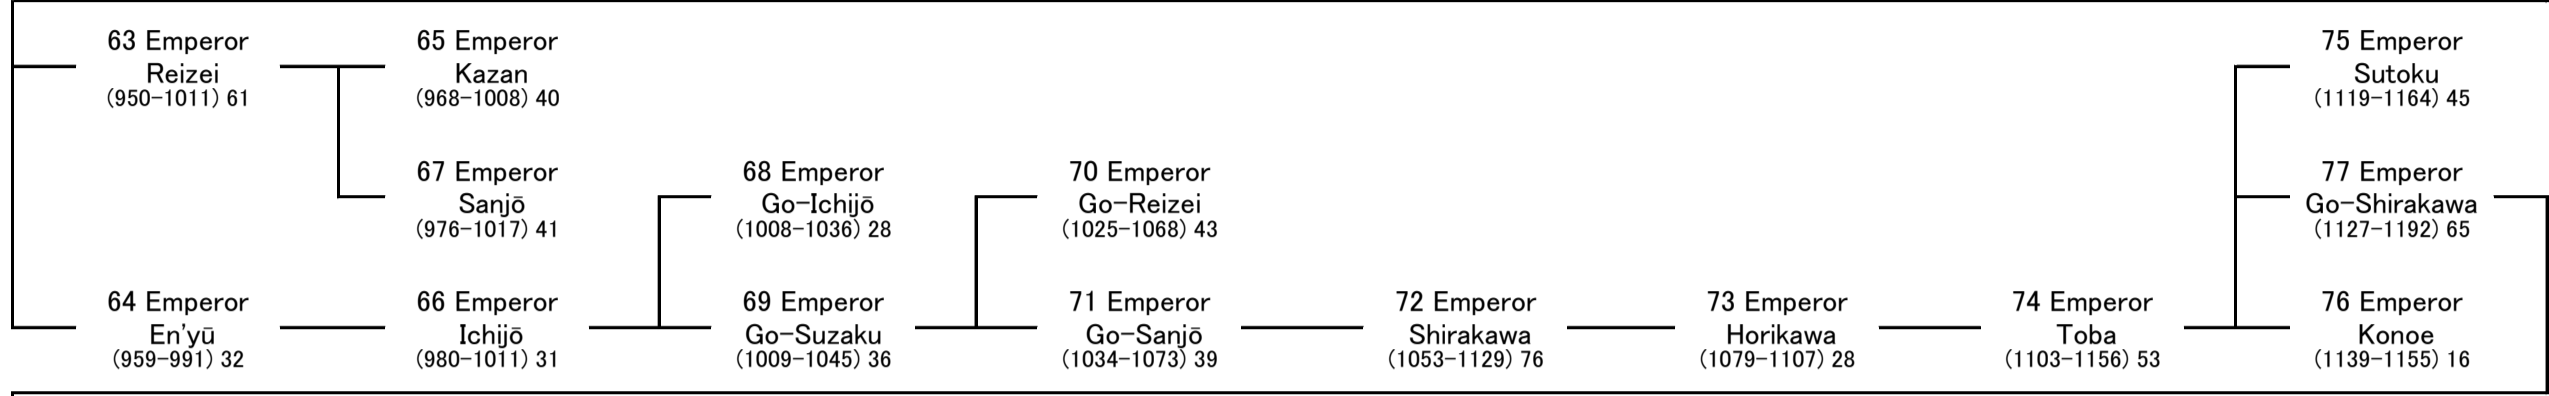 63 Emperor
Reizei
(950-1011) 61
65 Emperor
Kazan
(968-1008) 40
75 Emperor
Sutoku
(1119-1164) 45
67 Emperor
Sanjō
(976-1017) 41
68 Emperor
Go-Ichijō
(1008-1036) 28
70 Emperor
Go-Reizei
(1025-1068) 43
77 Emperor
Go-Shirakawa
(1127-1192) 65
64 Emperor
En'yū
(959-991) 32
66 Emperor
Ichijō
(980-1011) 31
69 Emperor
Go-Suzaku
(1009-1045) 36
71 Emperor
Go-Sanjō
(1034-1073) 39
72 Emperor
Shirakawa
(1053-1129) 76
73 Emperor
Horikawa
(1079-1107) 28
74 Emperor
Toba
(1103-1156) 53
76 Emperor
Konoe
(1139-1155) 16